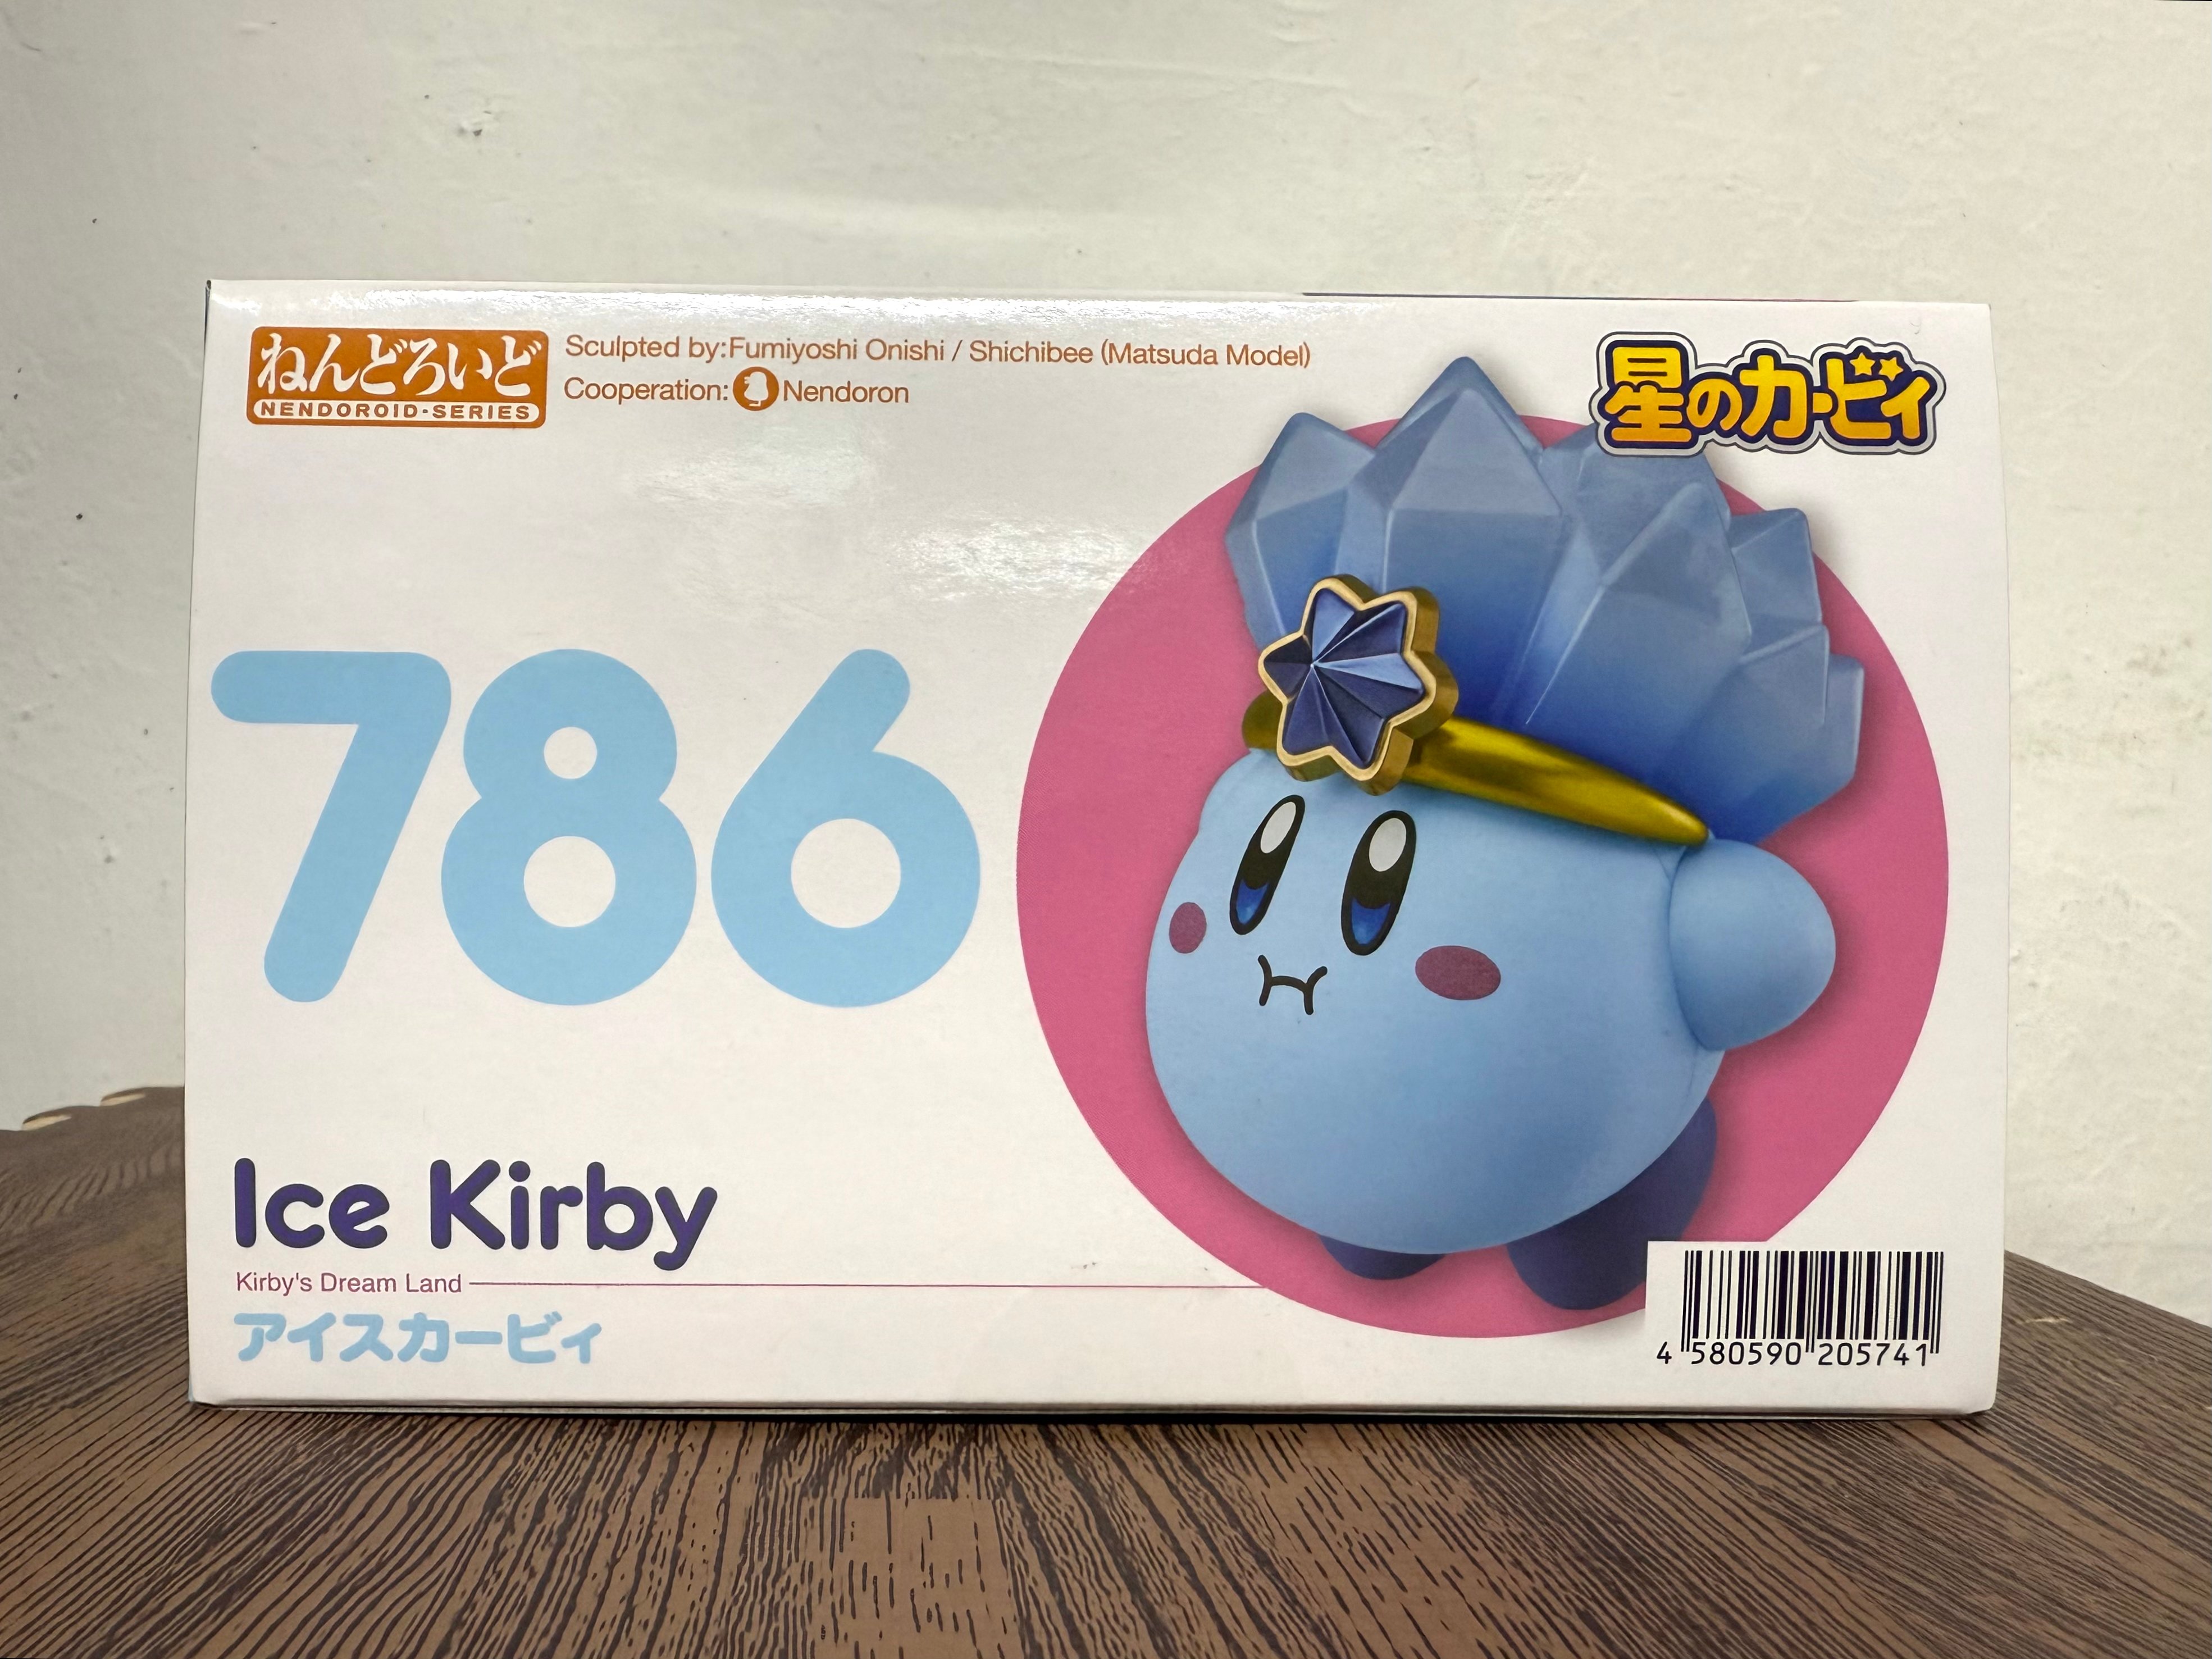 ねんどろいど
NENDOROID·SERIES
Sculpted by:Fumiyoshi Onishi / Shichibee (Matsuda Model)
Cooperation: Nendoron
星のカービィ
786
Ice Kirby
Kirby's Dream Land
アイスカービィ
4 580590 205741